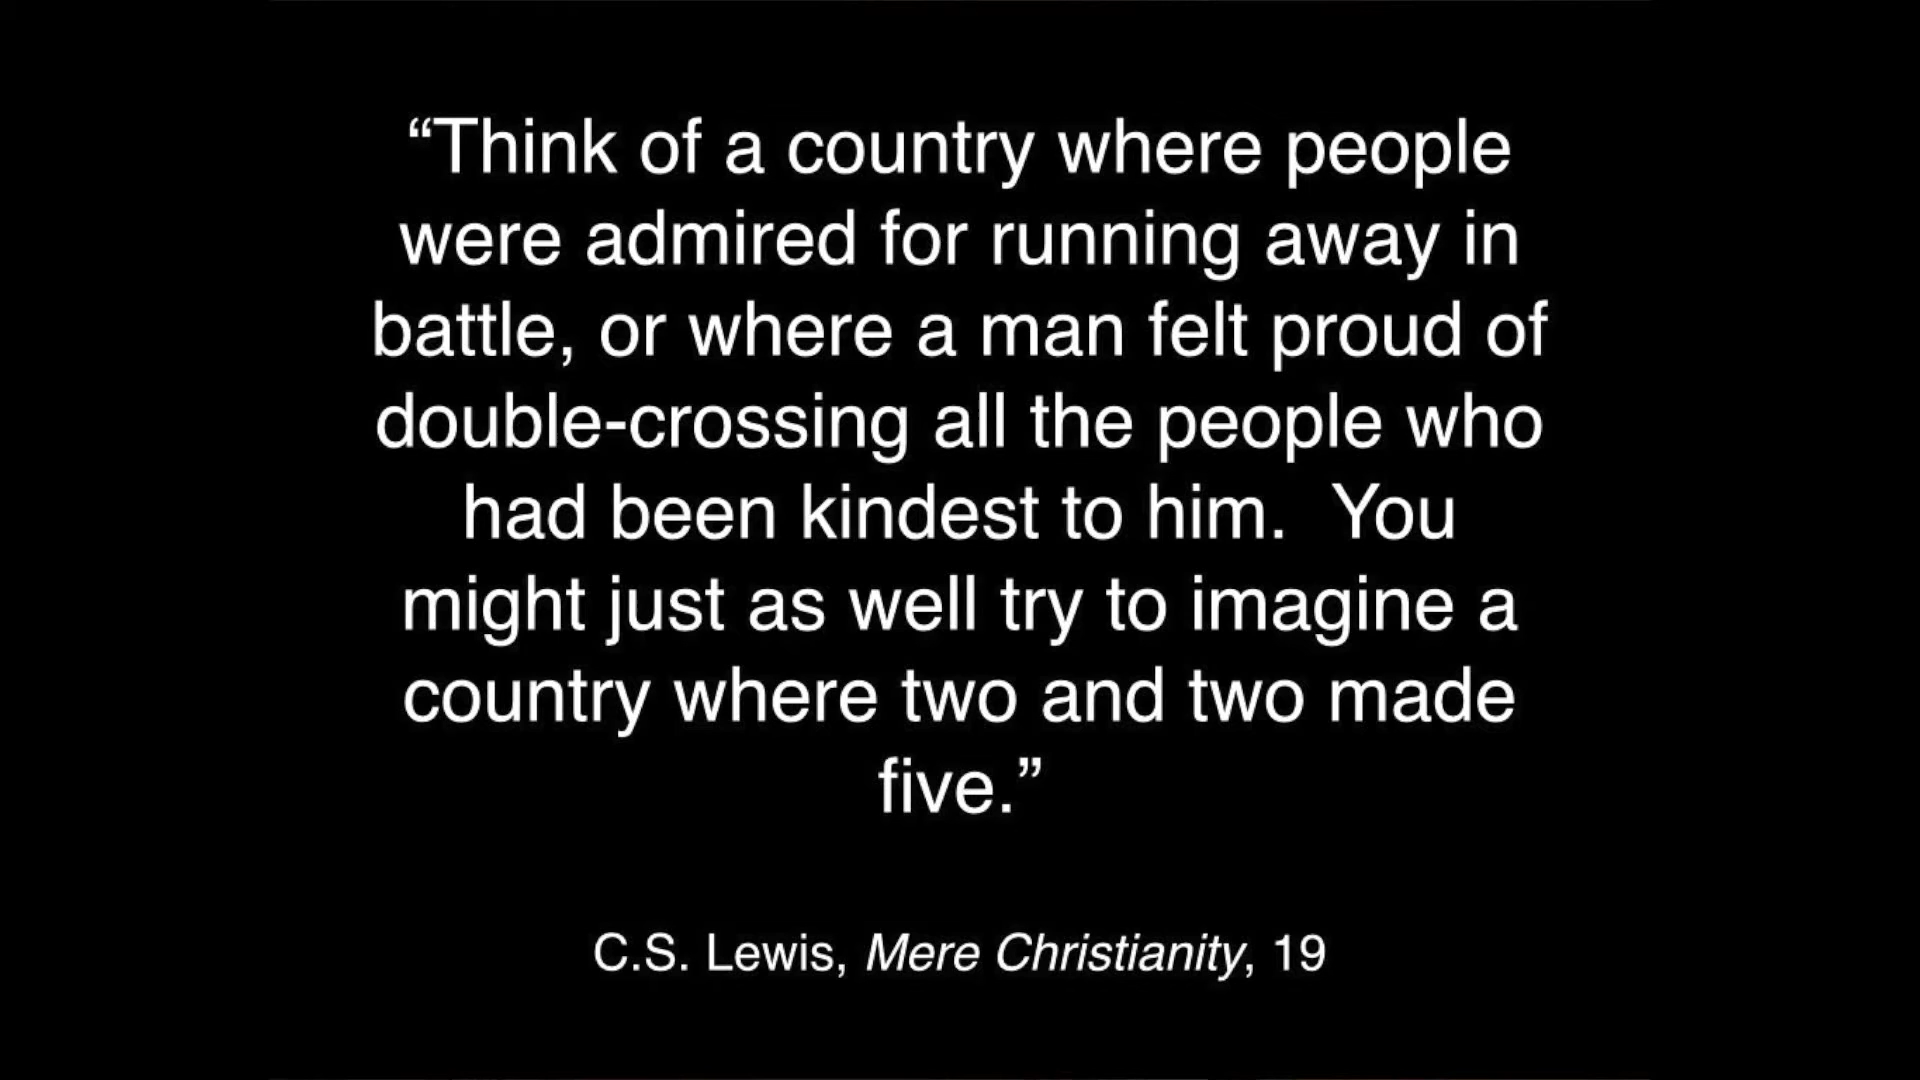 “Think of a country where people
were admired for running away in
battle, or where a man felt proud of
double-crossing all the people who
had been kindest to him.  You
might just as well try to imagine a
country where two and two made
five.”
C.S. Lewis, Mere Christianity, 19